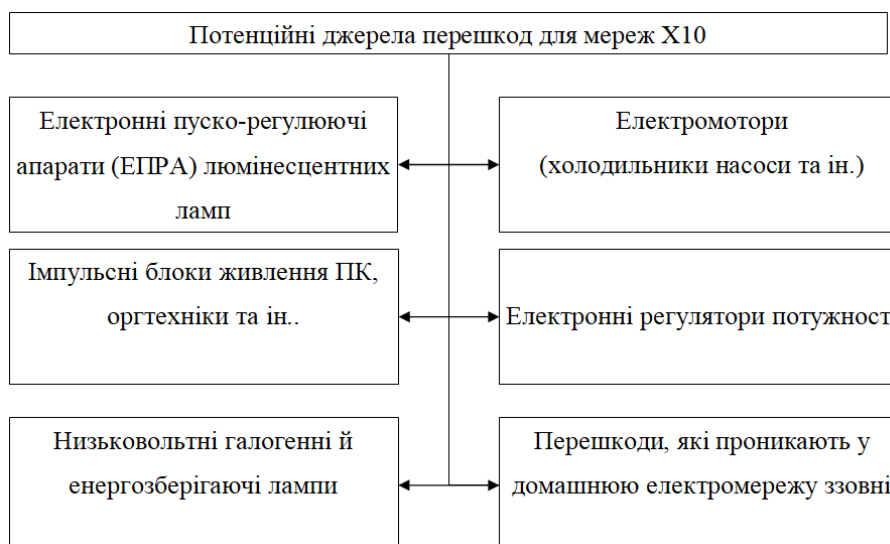 Потенційні джерела перешкод для мереж X10
Електронні пуско-регулюючі
апарати (ЕПРА) люмінесцентних
ламп
Електромотори
(холодильники насоси та ін.)
Імпульсні блоки живлення ПК,
оргтехніки та ін..
Електронні регулятори потужност
Низьковольтні галогенні й
енергозберігаючі лампи
Перешкоди, які проникають у
домашнюю електромережу ззовні